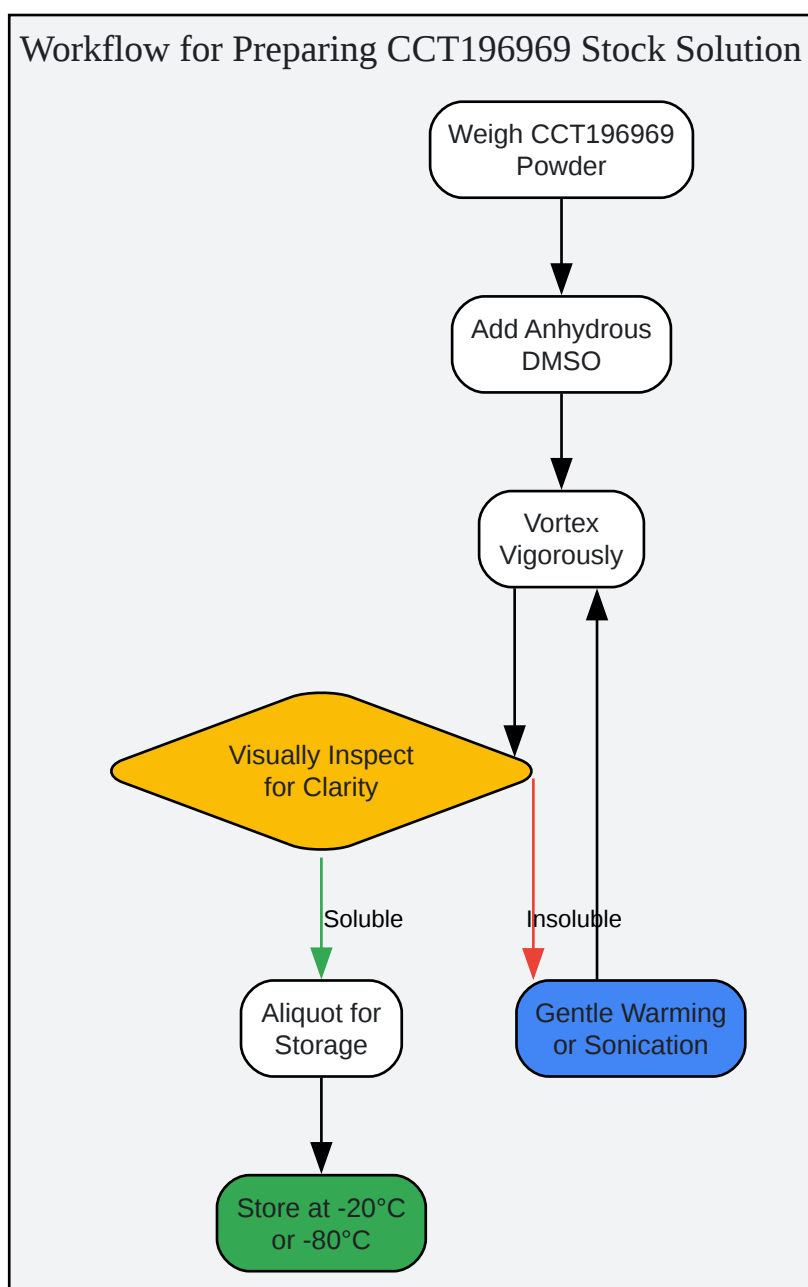 Workflow for Preparing CCT196969 Stock Solution
Weigh CCT196969
Powder
Add Anhydrous
DMSO
Vortex
Vigorously
Visually Inspect
for Clarity
Soluble
Insoluble
Aliquot for
Storage
Gentle Warming
or Sonication
Store at -20°C
or -80°C